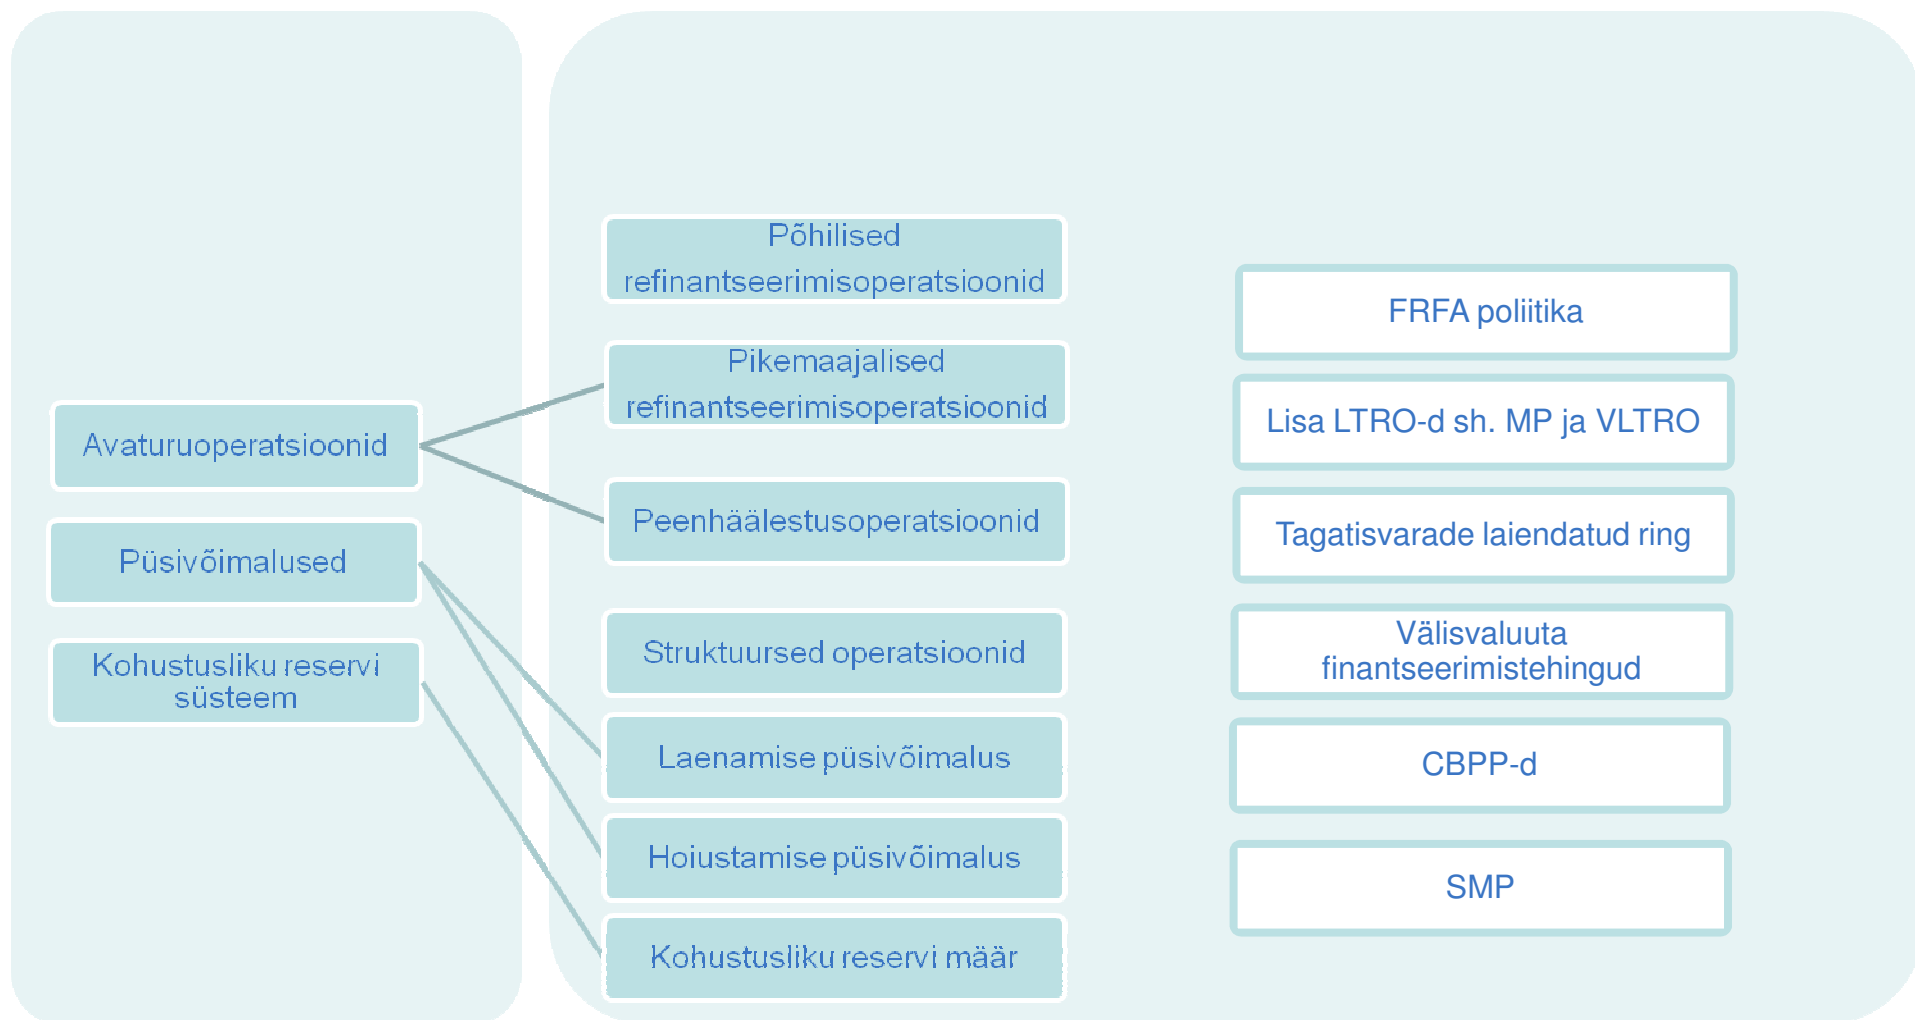 Avaturuoperatsioonid
Püsivõimalused
Kohustusliku reservi
süsteem
Põhilised
refinantseerimisoperatsioonid
Pikemaajalised
refinantseerimisoperatsioonid
Peenhäälestusoperatsioonid
Struktuursed operatsioonid
Laenamise püsivõimalus
Hoiustamise püsivõimalus
Kohustusliku reservi määr
FRFA poliitika
Lisa LTRO-d sh. MP ja VLTRO
Tagatisvarade laiendatud ring
Välisvaluuta
finantseerimistehingud
CBPP-d
SMP